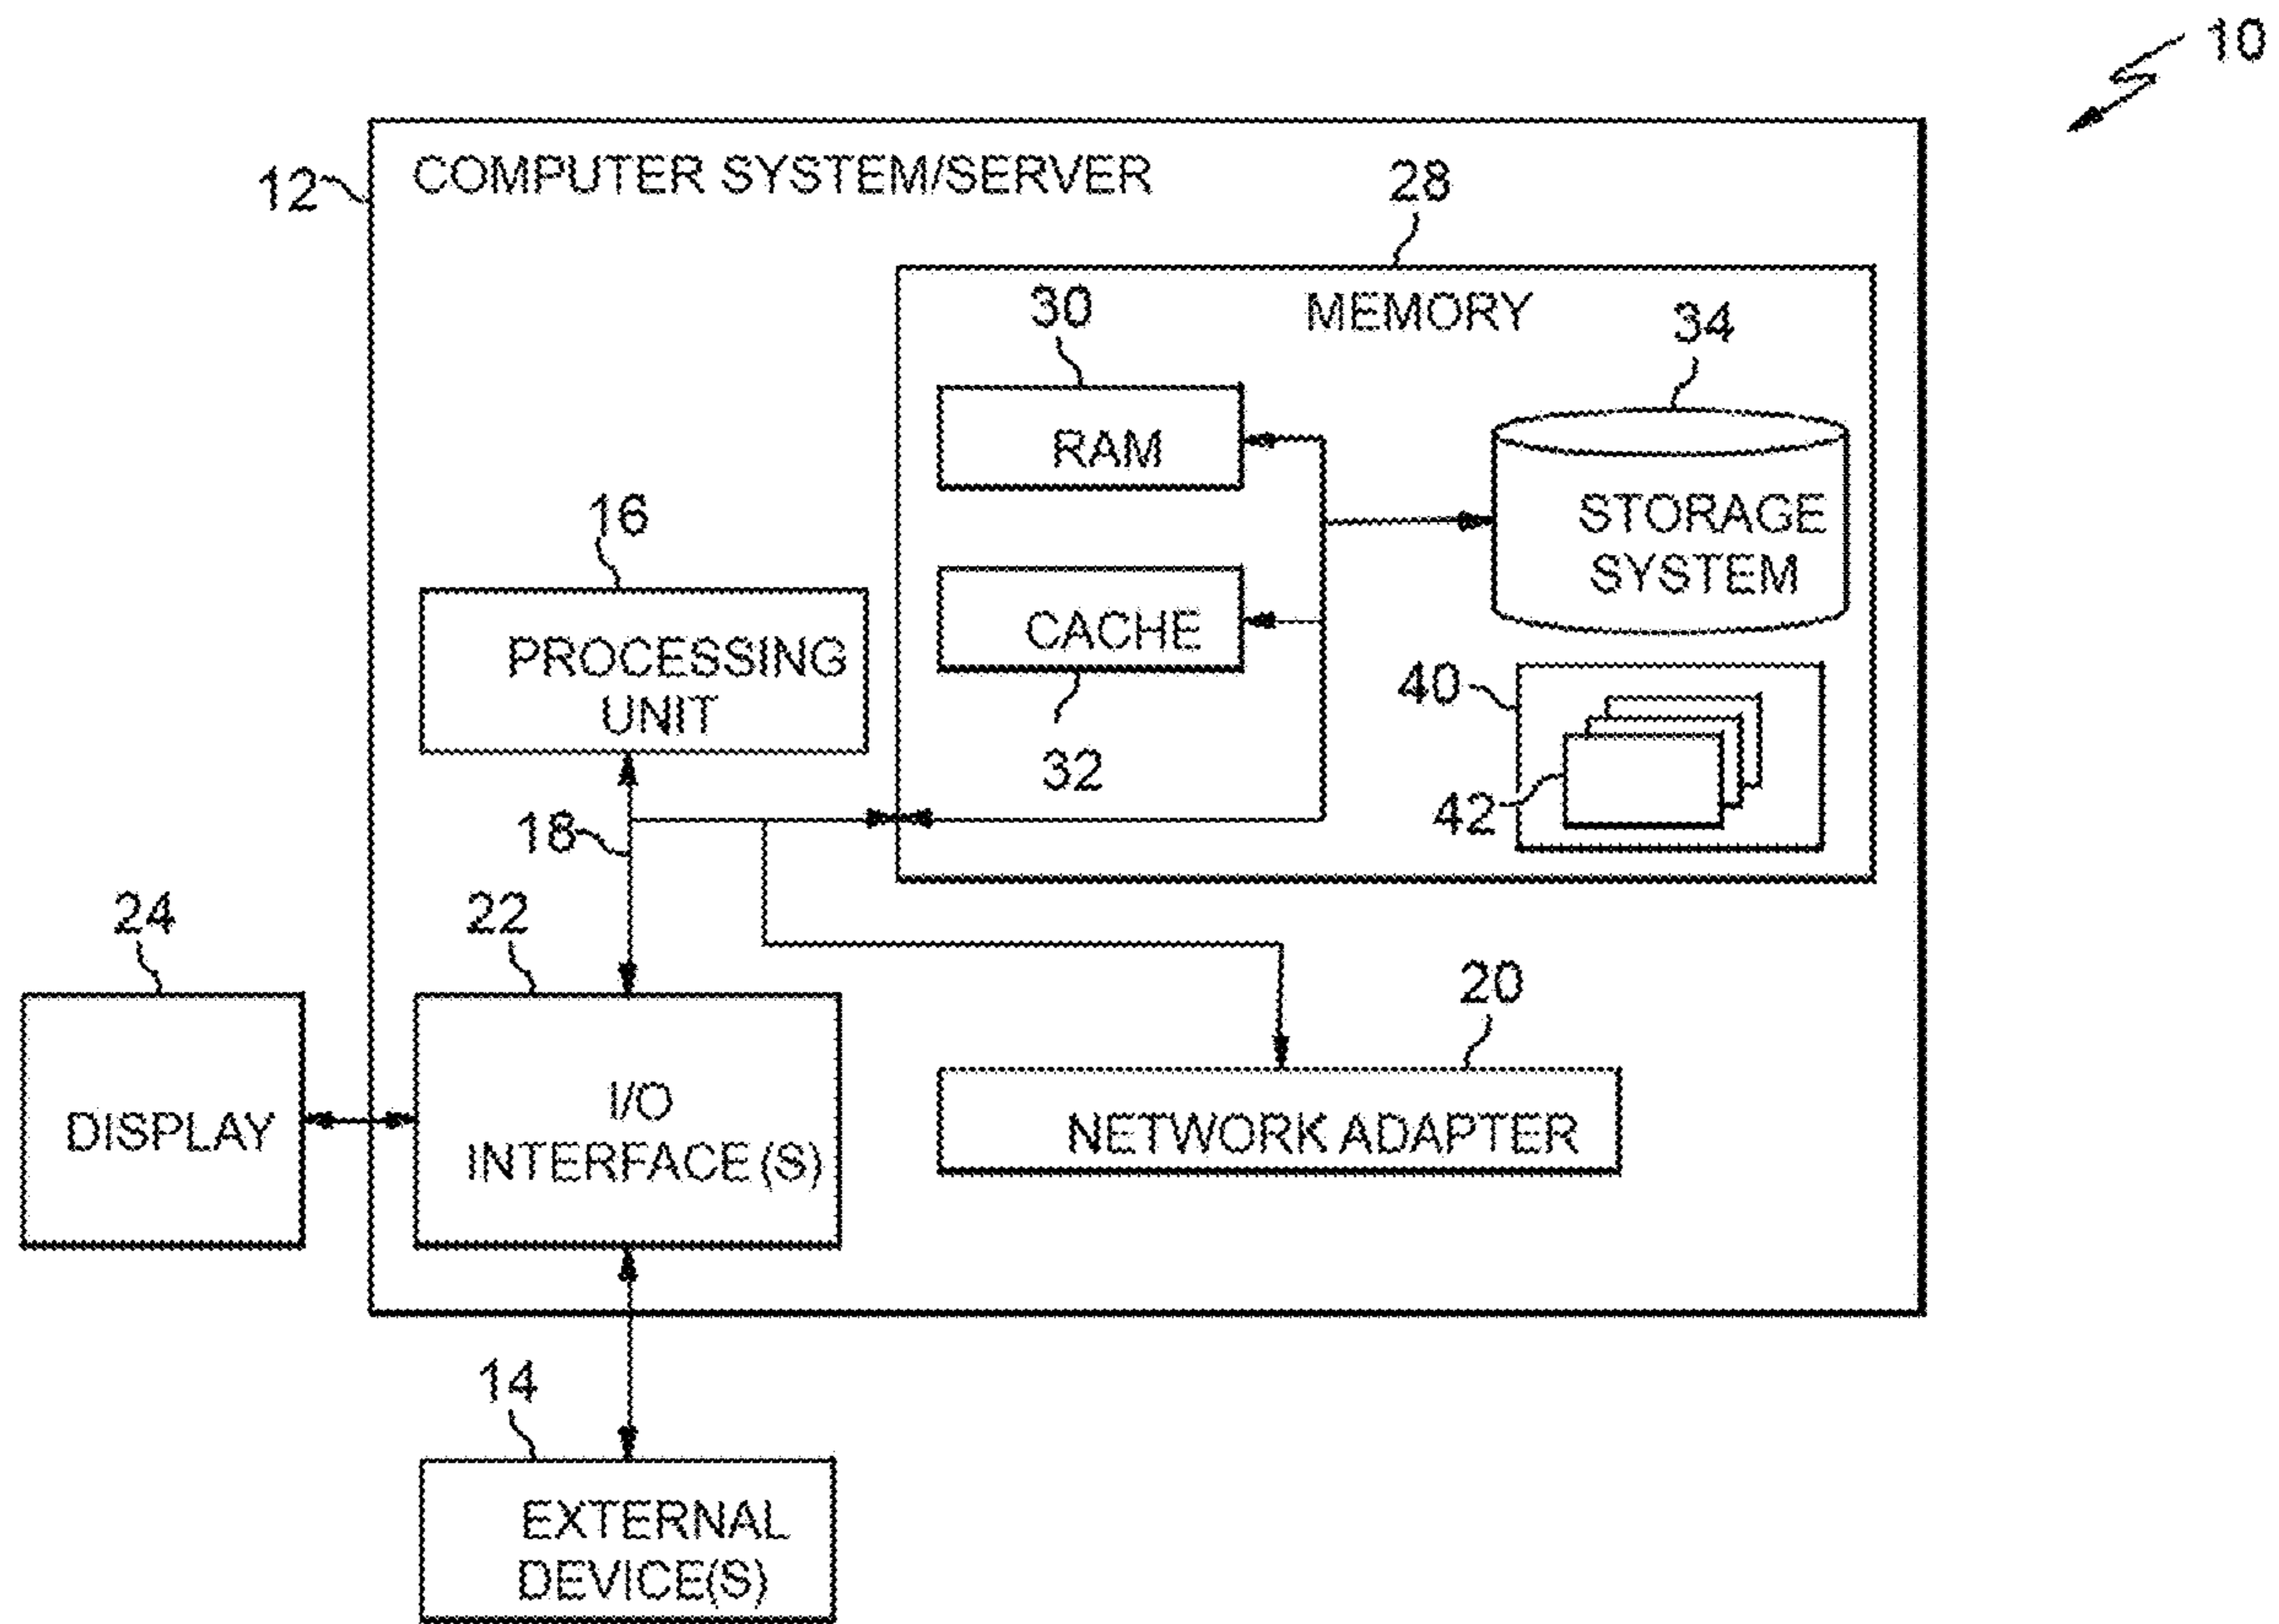 10
12
COMPUTER SYSTEM/SERVER
28
MEMORY
30
34
RAM
STORAGE
SYSTEM
16
CACHE
PROCESSING
UNIT
32
40
42
18
24
22
20
DISPLAY
I/O
INTERFACE(S)
NETWORK ADAPTER
14
EXTERNAL
DEVICE(S)